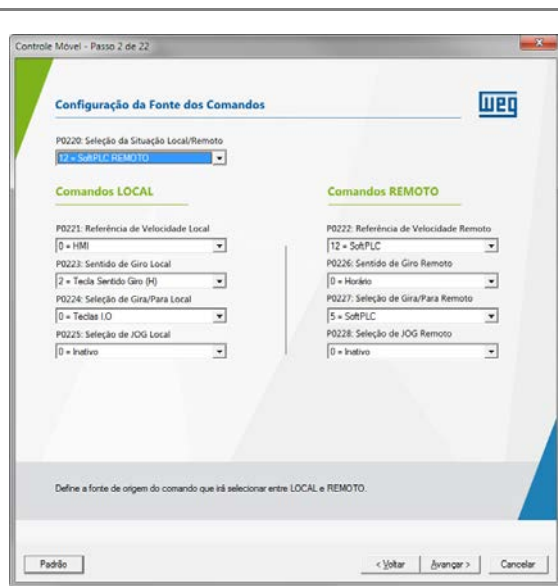 Controle Móvel - Passo 2 de 22
Configuração da Fonte dos Comandos
weg
P0220: Seleção da Situação Local/Remoto
12 = SoftPLC REMOTO
Comandos LOCAL
P0221: Referência de Velocidade Local
0 = HMI
P0223: Sentido de Giro Local
2 = Tecla Sentido Giro (H)
P0224: Seleção de Gira/Para Local
0 = Teclas I,O
P0225: Seleção de JOG Local
0 = Inativo
Comandos REMOTO
P0222: Referência de Velocidade Remoto
12 = SoftPLC
P0226: Sentido de Giro Remoto
0 = Horário
P0227: Seleção de Gira/Para Remoto
5 = SoftPLC
P0228: Seleção de JOG Remoto
0 = Inativo
Define a fonte de origem do comando que irá selecionar entre LOCAL e REMOTO.
Padrão
< Voltar
Avançar >
Cancelar